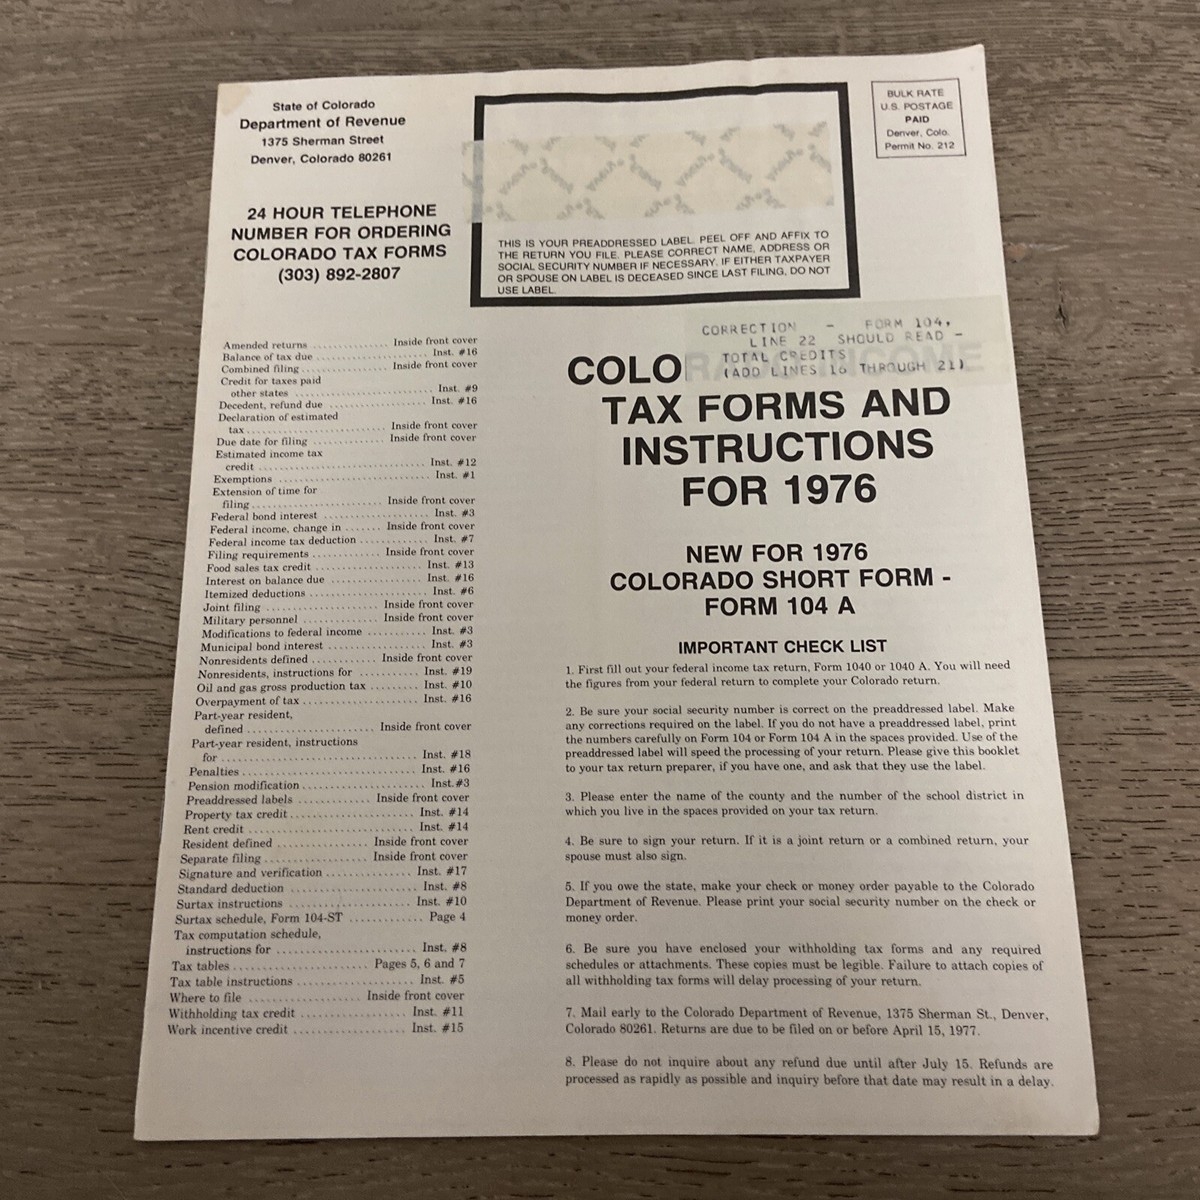 State of Colorado
Department of Revenue
1375 Sherman Street
Denver, Colorado 80261
24 HOUR TELEPHONE
NUMBER FOR ORDERING
COLORADO TAX FORMS
(303) 892-2807
THIS IS YOUR PREADDRESSED LABEL. PEEL OFF AND AFFIX TO
THE RETURN YOU FILE. PLEASE CORRECT NAME, ADDRESS OR
SOCIAL SECURITY NUMBER IF NECESSARY. IF EITHER TAXPAYER
OR SPOUSE ON LABEL IS DECEASED SINCE LAST FILING, DO NOT
USE LABEL.
BULK RATE
U.S. POSTAGE
PAID
Denver, Colo.
Permit No. 212
Amended returns .................... Inside front cover
Balance of tax due .......................... Inst. #16
Combined filing ..................... Inside front cover
Credit for taxes paid
other states ................................ Inst. #9
Decedent, refund due ........................ Inst. #16
Declaration of estimated
tax ........................... Inside front cover
Due date for filing .............. Inside front cover
Estimated income tax
credit .................................. Inst. #12
Exemptions .............................. Inst. #1
Extension of time for
filing ......................... Inside front cover
Federal bond interest ....................... Inst. #3
Federal income, change in ....... Inside front cover
Federal income tax deduction ............ Inst. #7
Filing requirements ............. Inside front cover
Food sales tax credit ..................... Inst. #13
Interest on balance due .................. Inst. #16
Itemized deductions ........................ Inst. #6
Joint filing ...................... Inside front cover
Military personnel ............... Inside front cover
Modifications to federal income .......... Inst. #3
Municipal bond interest .................. Inst. #3
Nonresidents defined ............ Inside front cover
Nonresidents, instructions for .......... Inst. #19
Oil and gas gross production tax ........ Inst. #10
Overpayment of tax ....................... Inst. #16
Part-year resident,
defined ........................ Inside front cover
Part-year resident, instructions
for .................................... Inst. #18
Penalties .................................. Inst. #16
Pension modification ...................... Inst.#3
Preaddressed labels ............ Inside front cover
Property tax credit ........................ Inst. #14
Rent credit ............................... Inst. #14
Resident defined ................ Inside front cover
Separate filing .................. Inside front cover
Signature and verification ............... Inst. #17
Standard deduction ....................... Inst. #8
Surtax instructions ...................... Inst. #10
Surtax schedule, Form 104-ST ............ Page 4
Tax computation schedule,
instructions for .......................... Inst. #8
Tax tables ....................... Pages 5, 6 and 7
Tax table instructions ..................... Inst. #5
Where to file .................. Inside front cover
Withholding tax credit ................... Inst. #11
Work incentive credit .................... Inst. #15
CORRECTION - FORM 104,
LINE 22 SHOULD READ -
TOTAL CREDITS
(ADD LINES 16 THROUGH 21)
COLORADO INCOME
TAX FORMS AND
INSTRUCTIONS
FOR 1976
NEW FOR 1976
COLORADO SHORT FORM -
FORM 104 A
IMPORTANT CHECK LIST
1. First fill out your federal income tax return, Form 1040 or 1040 A. You will need
the figures from your federal return to complete your Colorado return.
2. Be sure your social security number is correct on the preaddressed label. Make
any corrections required on the label. If you do not have a preaddressed label, print
the numbers carefully on Form 104 or Form 104 A in the spaces provided. Use of the
preaddressed label will speed the processing of your return. Please give this booklet
to your tax return preparer, if you have one, and ask that they use the label.
3. Please enter the name of the county and the number of the school district in
which you live in the spaces provided on your tax return.
4. Be sure to sign your return. If it is a joint return or a combined return, your
spouse must also sign.
5. If you owe the state, make your check or money order payable to the Colorado
Department of Revenue. Please print your social security number on the check or
money order.
6. Be sure you have enclosed your withholding tax forms and any required
schedules or attachments. These copies must be legible. Failure to attach copies of
all withholding tax forms will delay processing of your return.
7. Mail early to the Colorado Department of Revenue, 1375 Sherman St., Denver,
Colorado 80261. Returns are due to be filed on or before April 15, 1977.
8. Please do not inquire about any refund due until after July 15. Refunds are
processed as rapidly as possible and inquiry before that date may result in a delay.